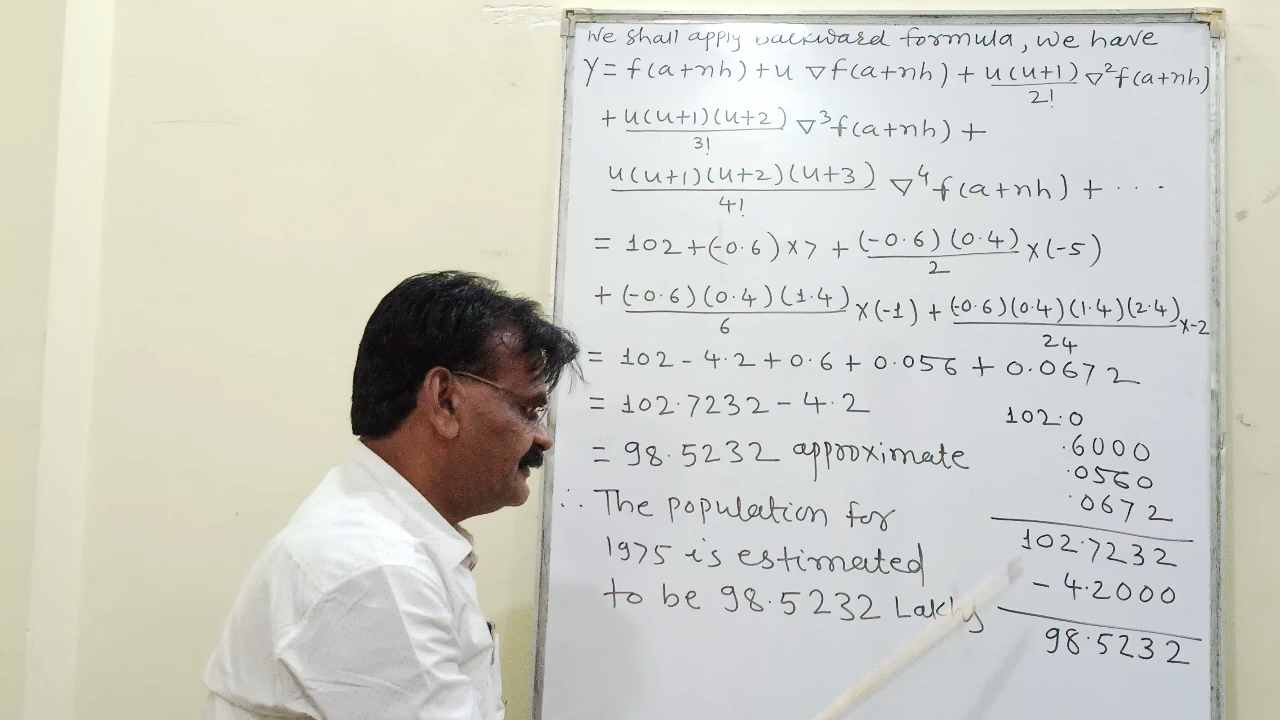 We shall apply backward formula, we have
Y = f(a+nh) + u ∇f(a+nh) + u(u+1)/2! ∇²f(a+nh)
+ u(u+1)(u+2)/3! ∇³f(a+nh) +
u(u+1)(u+2)(u+3)/4! ∇⁴f(a+nh) + ....
= 102 + (-0.6) × 7 + (-0.6)(0.4)/2 × (-5)
+ (-0.6)(0.4)(1.4)/6 × (-1) + (-0.6)(0.4)(1.4)(2.4)/24 × -2
= 102 - 4.2 + 0.6 + 0.056 + 0.0672
= 102.7232 - 4.2
= 98.5232 approximate
∴ The population for
1975 is estimated
to be 98.5232 Lakhs
102.0
.6000
.0560
.0672
102.7232
- 4.2000
98.5232